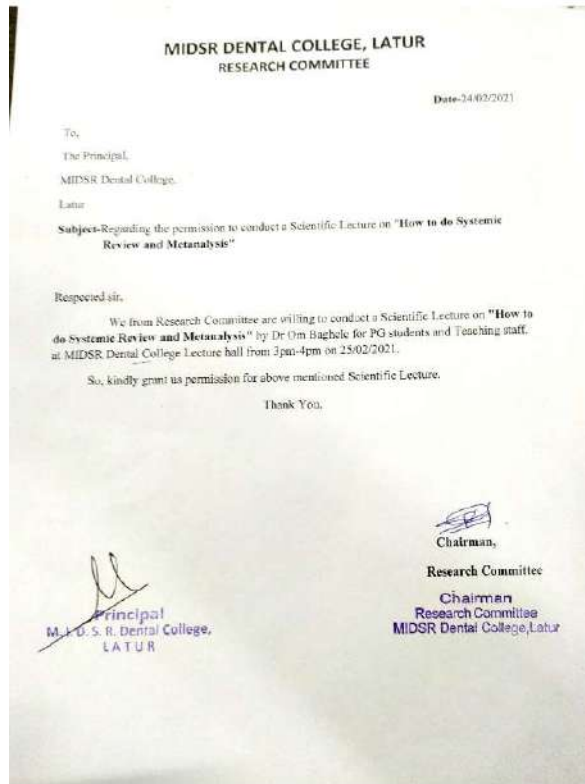 MIDSR DENTAL COLLEGE, LATUR
RESEARCH COMMITTEE
Date-24/02/2021
To,
The Principal,
MIDSR Dental College,
Latur
Subject-Regarding the permission to conduct a Scientific Lecture on "How to do Systemic
Review and Metanalysis"
Respected sir,
We from Research Committee are willing to conduct a Scientific Lecture on "How to
do Systemic Review and Metanalysis" by Dr Om Baghele for PG students and Teaching staff.
at MIDSR Dental College Lecture hall from 3pm-4pm on 25/02/2021.
So, kindly grant us permission for above mentioned Scientific Lecture.
Thank You.
Chairman,
Research Committee
Chairman
Research Committee
MIDSR Dental College,Latur
Principal
M. I. D. S. R. Dental College,
LATUR